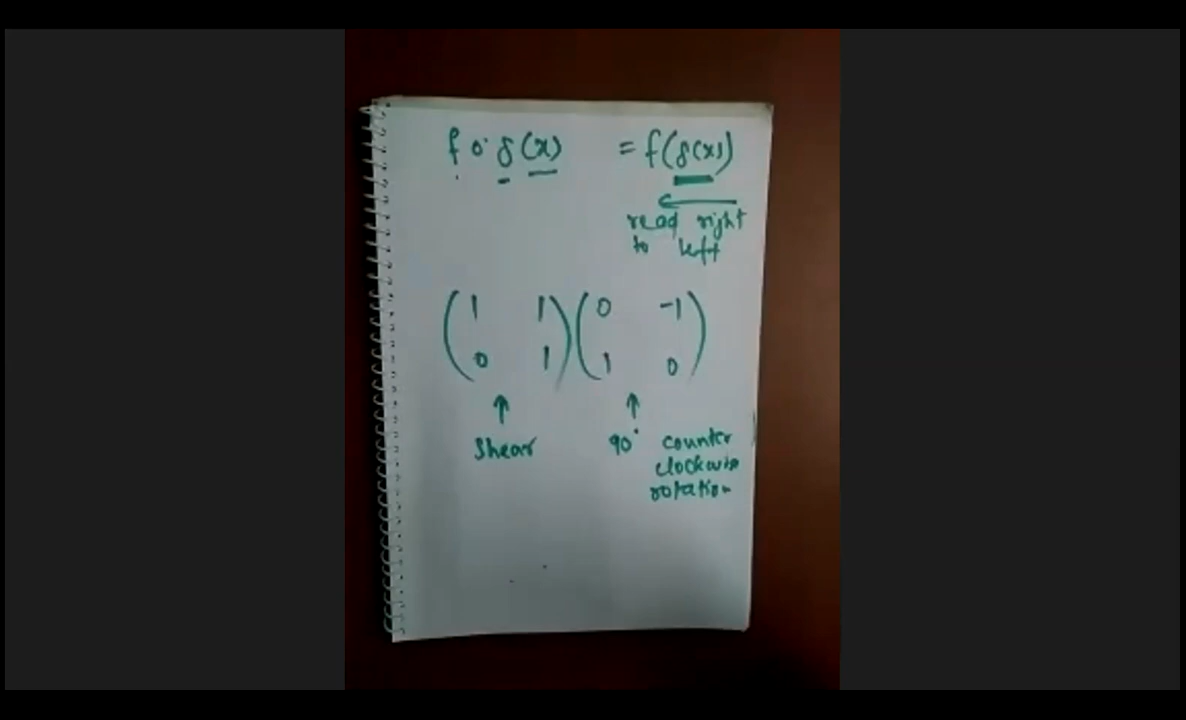 f o g(x) = f(g(x))
←
read right
to left
(1 1) (0 -1)
(0 1) (1 0)
↑ ↑
Shear 90° counter
clockwise
rotation